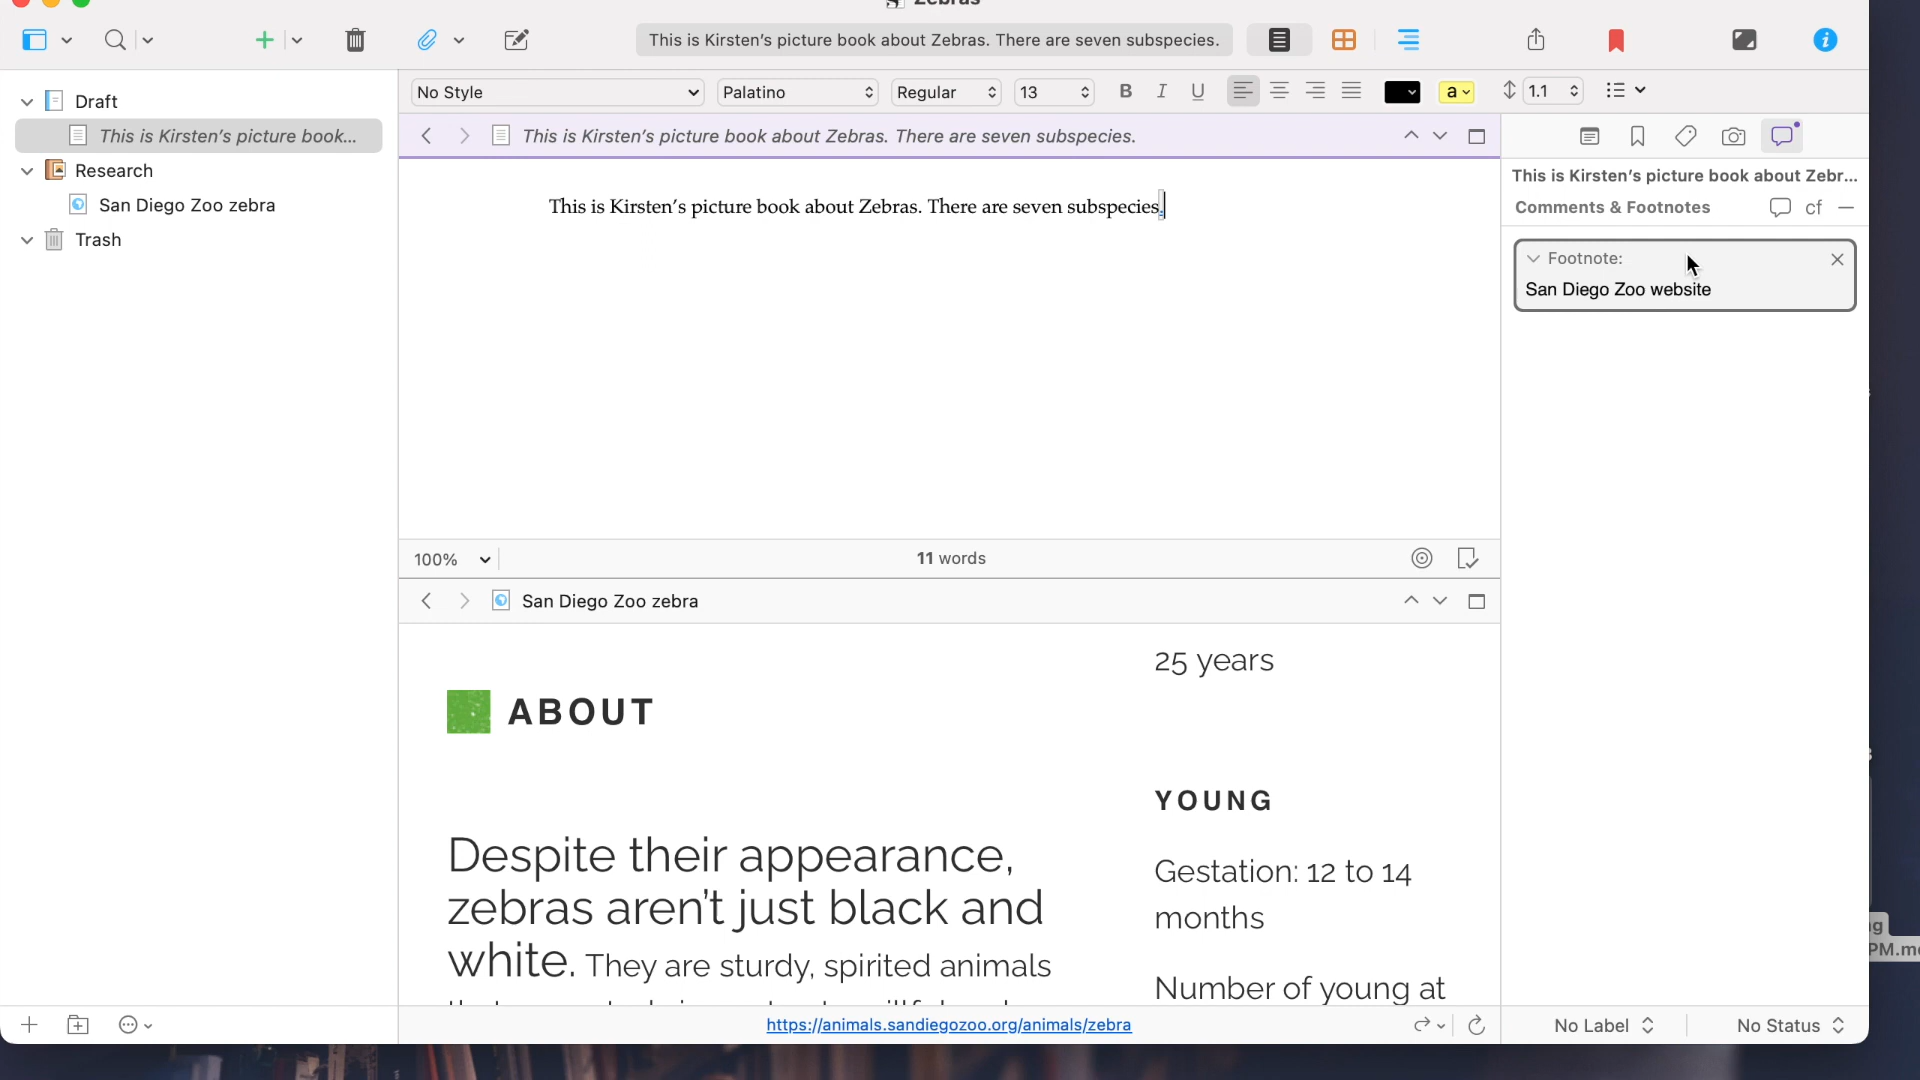 Zebras
This is Kirsten's picture book about Zebras. There are seven subspecies.
No Style
Palatino
Regular
13
B I U
a
1.1
Draft
This is Kirsten's picture book...
Research
San Diego Zoo zebra
Trash
This is Kirsten's picture book about Zebras. There are seven subspecies.
This is Kirsten's picture book about Zebras. There are seven subspecies.
100%
11 words
San Diego Zoo zebra
ABOUT
Despite their appearance,
zebras aren't just black and
white. They are sturdy, spirited animals
25 years
YOUNG
Gestation: 12 to 14
months
Number of young at
https://animals.sandiegozoo.org/animals/zebra
This is Kirsten's picture book about Zebr...
Comments & Footnotes
cf
Footnote:
San Diego Zoo website
No Label
No Status
PM.m